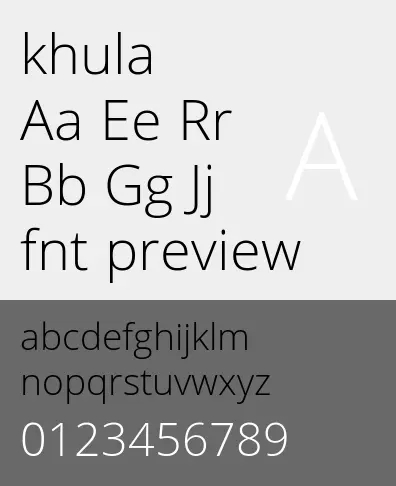 khula
Aa Ee Rr
A
Bb Gg Jj
fnt preview
abcdefghijklm
nopqrstuvwxyz
0123456789